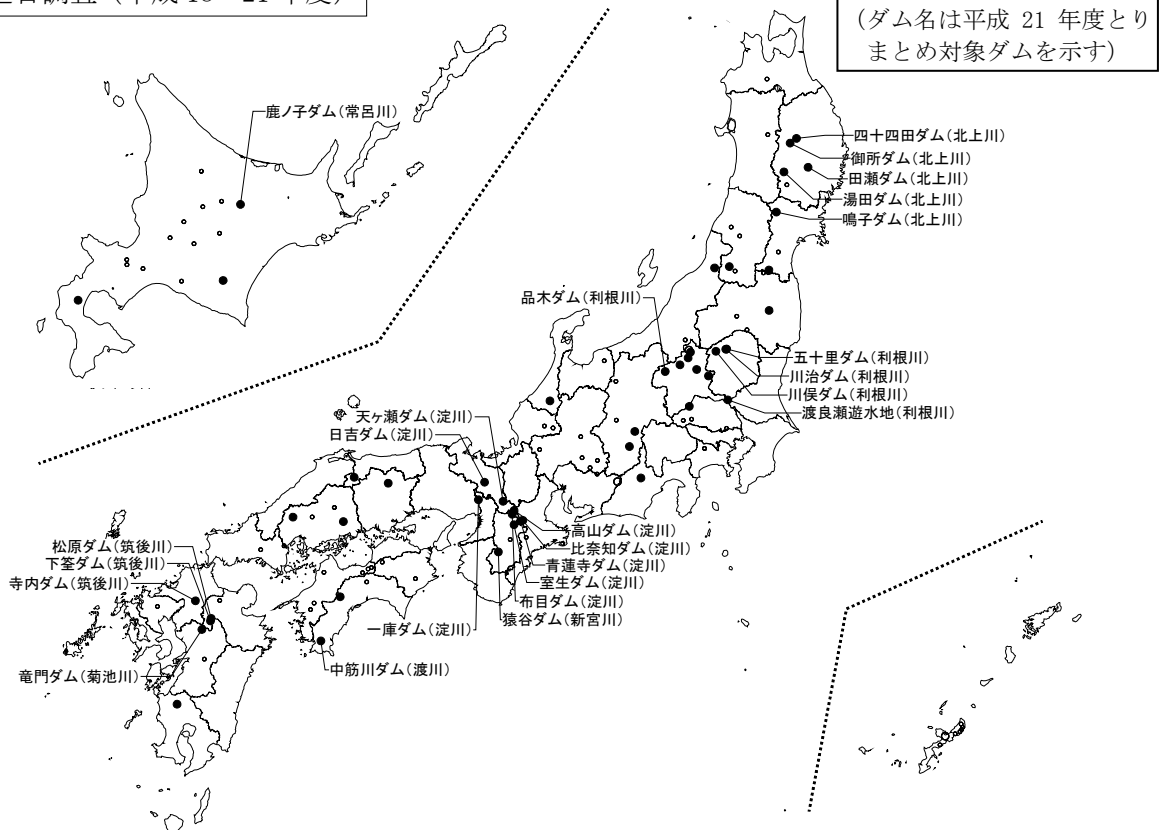 (ダム名は平成 21 年度とり
まとめ対象ダムを示す)
鹿ノ子ダム(常呂川)
四十四田ダム(北上川)
御所ダム(北上川)
田瀬ダム(北上川)
湯田ダム(北上川)
鳴子ダム(北上川)
品木ダム(利根川)
五十里ダム(利根川)
川治ダム(利根川)
川俣ダム(利根川)
渡良瀬遊水地(利根川)
天ヶ瀬ダム(淀川)
日吉ダム(淀川)
高山ダム(淀川)
比奈知ダム(淀川)
青蓮寺ダム(淀川)
室生ダム(淀川)
布目ダム(淀川)
猿谷ダム(新宮川)
一庫ダム(淀川)
中筋川ダム(渡川)
松原ダム(筑後川)
下筌ダム(筑後川)
寺内ダム(筑後川)
竜門ダム(菊池川)